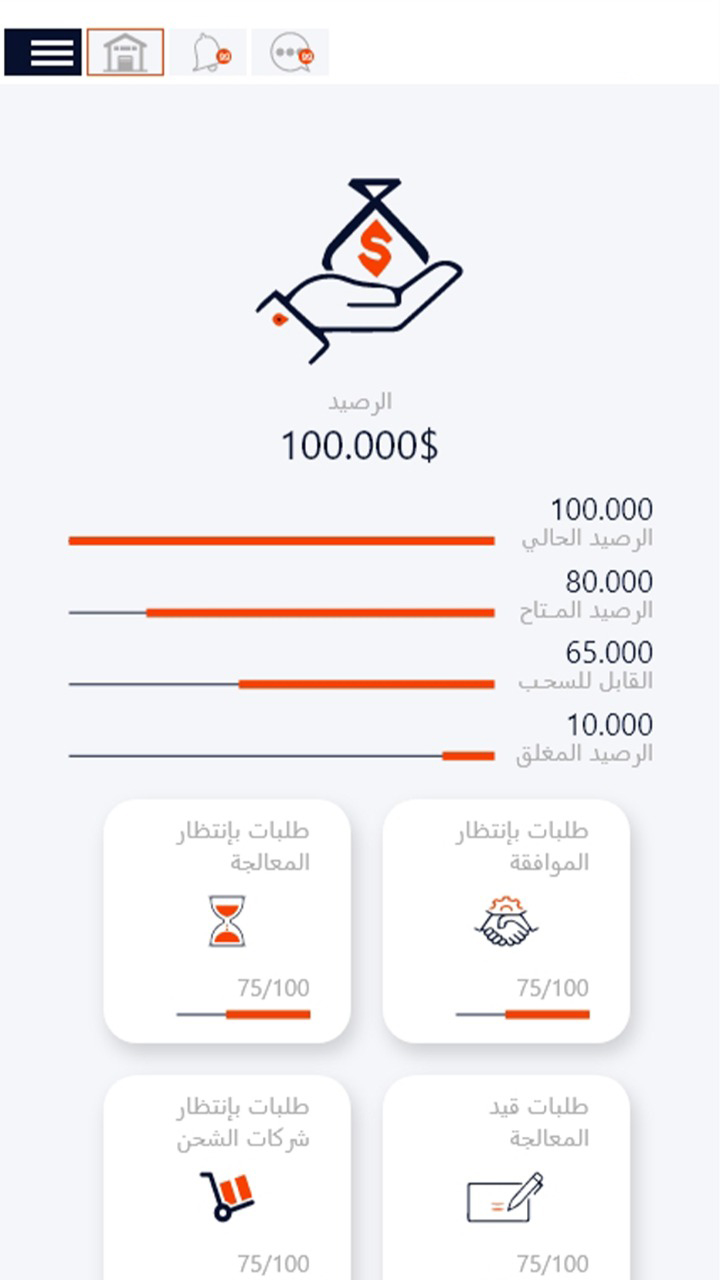 99
99
$
الرصيد
100.000$
100.000
الرصيد الحالي
80.000
الرصيد المـتاح
65.000
القابل للسحـب
10.000
الرصيد المغلق
طلبات بإنتظار
الموافقة
75/100
طلبات بإنتظار
المعالجة
75/100
طلبات قيد
المعالجة
75/100
طلبات بإنتظار
شركات الشحن
75/100